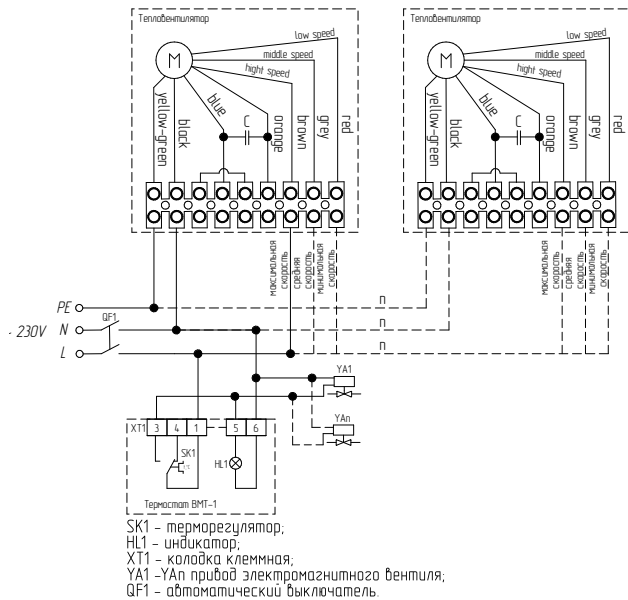 Тепловентилятор
Тепловентилятор
low speed
middle speed
hight speed
M
yellow-green
black
blue
C
orange
brown
grey
red
low speed
middle speed
hight speed
M
yellow-green
black
blue
C
orange
brown
grey
red
максимальная скорость
средняя скорость
минимальная скорость
максимальная скорость
средняя скорость
минимальная скорость
PE
n
QF1
N
n
~ 230V
L
n
YA1
YAn
XT1
3
4
1
5
6
SK1
t°C
HL1
Термостат ВМТ-1
SK1 – терморегулятор;
HL1 – индикатор;
XT1 – колодка клеммная;
YA1 -YAn привод электромагнитного вентиля;
QF1 – автоматический выключатель.